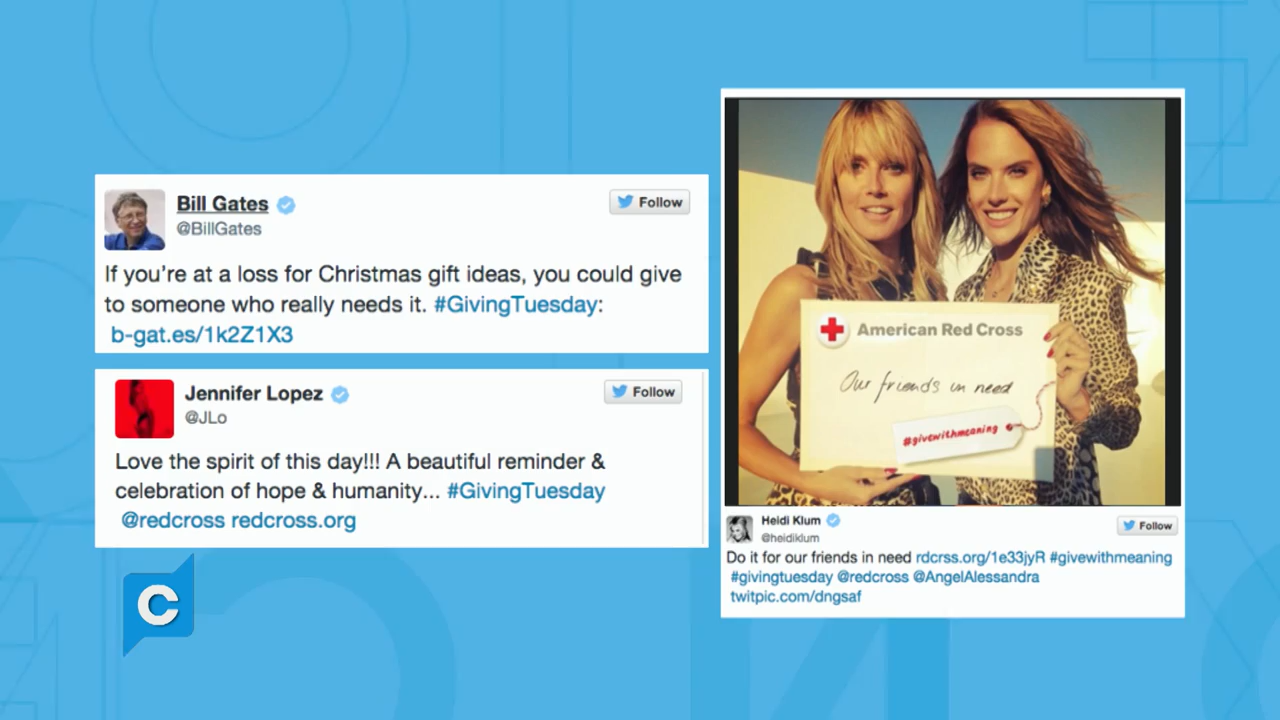 Bill Gates
@BillGates
Follow
If you're at a loss for Christmas gift ideas, you could give
to someone who really needs it. #GivingTuesday:
b-gat.es/1k2Z1X3
Jennifer Lopez
@JLo
Follow
Love the spirit of this day!!! A beautiful reminder &
celebration of hope & humanity... #GivingTuesday
@redcross redcross.org
C
American Red Cross
Our friends in need
#givewithmeaning
Heidi Klum
@heidiklum
Follow
Do it for our friends in need rdcrss.org/1e33jyR #givewithmeaning
#givingtuesday @redcross @AngelAlessandra
twitpic.com/dngsaf